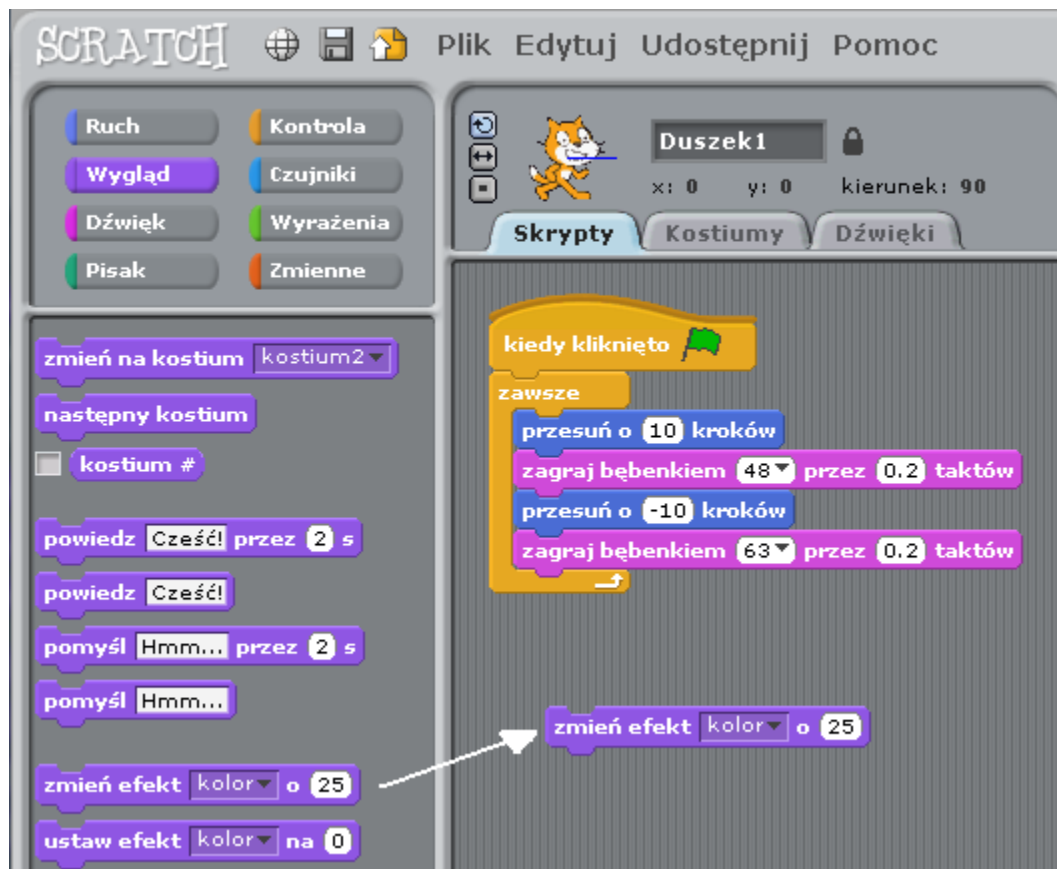 SCRATCH Plik Edytuj Udostępnij Pomoc
Ruch Kontrola
Wygląd Czujniki
Dźwięk Wyrażenia
Pisak Zmienne
Duszek1
x: 0 y: 0 kierunek: 90
Skrypty Kostiumy Dźwięki
zmień na kostium kostium2
następny kostium
kostium #
powiedz Cześć! przez 2 s
powiedz Cześć!
pomyśl Hmm... przez 2 s
pomyśl Hmm...
zmień efekt kolor o 25
ustaw efekt kolor na 0
kiedy kliknięto
zawsze
przesuń o 10 kroków
zagraj bębenkiem 48 przez 0.2 taktów
przesuń o -10 kroków
zagraj bębenkiem 63 przez 0.2 taktów
zmień efekt kolor o 25